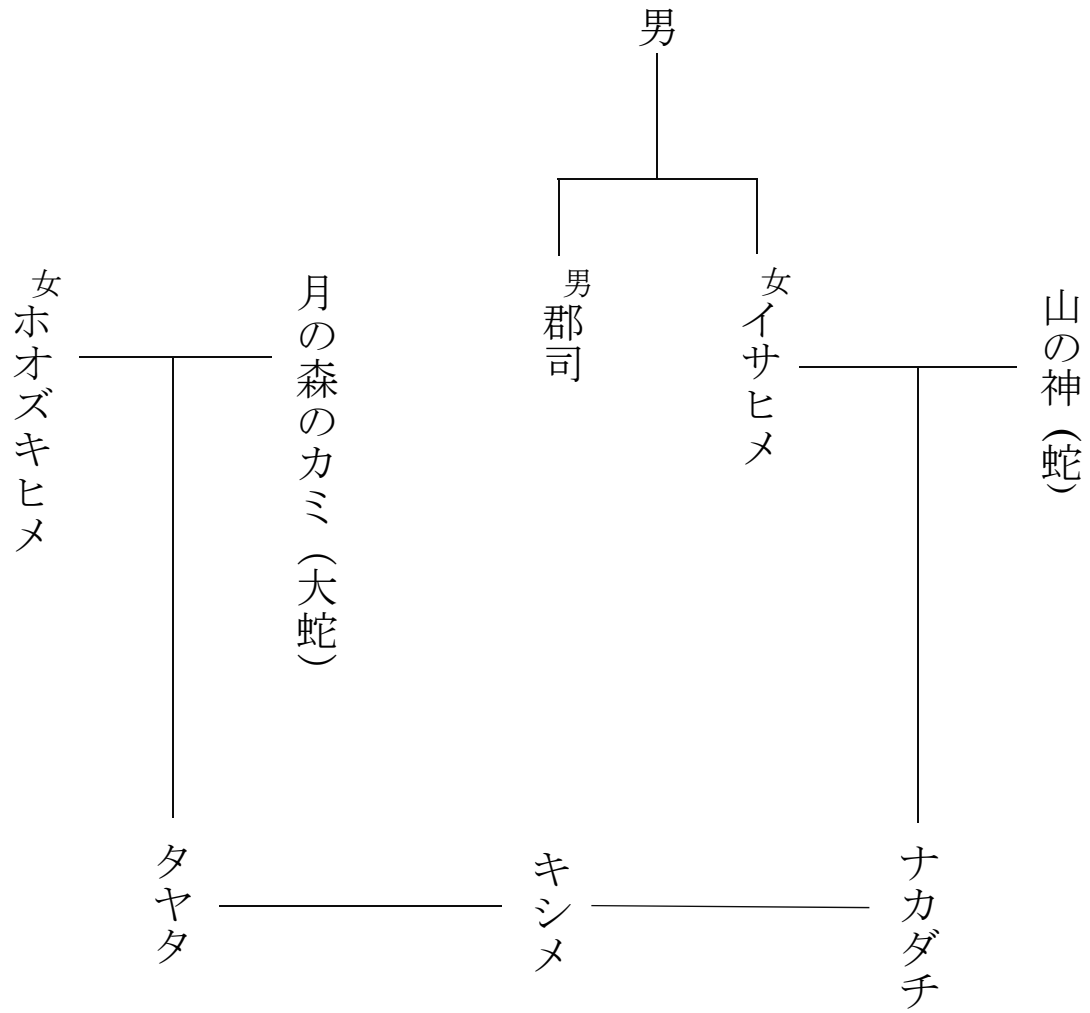 男
山の神（蛇）
女
イサヒメ
男
郡司
月の森のカミ（大蛇）
女
ホオズキヒメ
ナカダチ
キシメ
タヤタ